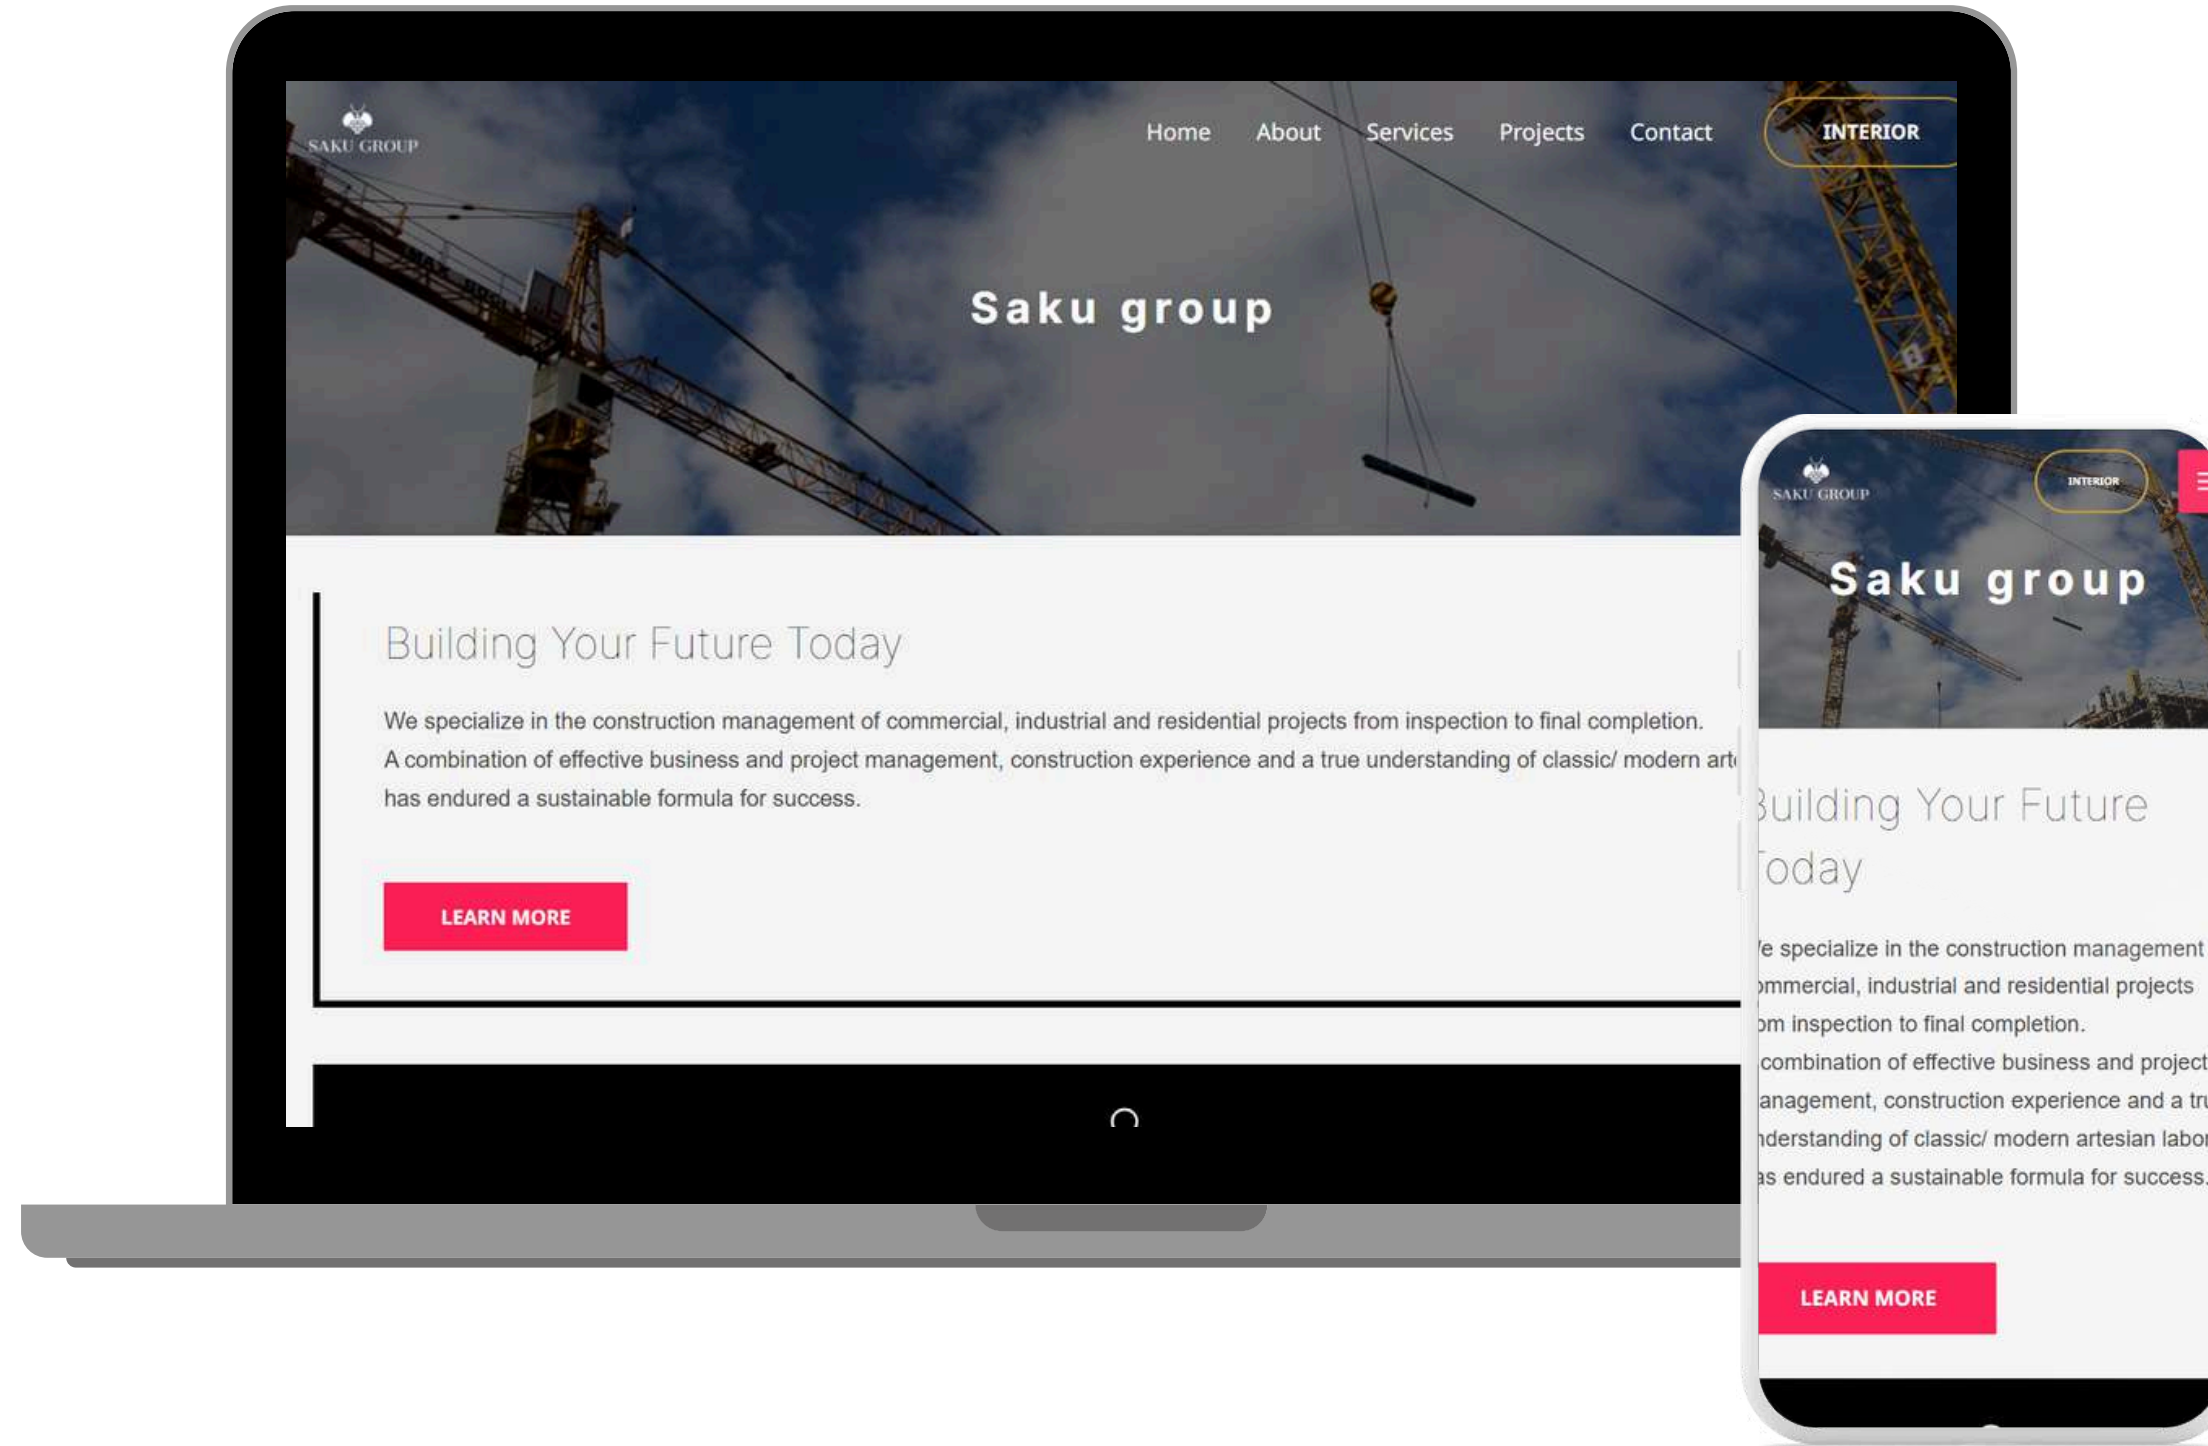 SAKU GROUP
Home About Services Projects Contact INTERIOR
Saku group
Building Your Future Today
We specialize in the construction management of commercial, industrial and residential projects from inspection to final completion.
A combination of effective business and project management, construction experience and a true understanding of classic/ modern
has endured a sustainable formula for success.
LEARN MORE
SAKU GROUP
INTERIOR
Saku group
uilding Your Future
oday
e specialize in the construction management
ommercial, industrial and residential projects
om inspection to final completion.
combination of effective business and project
anagement, construction experience and a tru
nderstanding of classic/ modern artesian labor
as endured a sustainable formula for success.
LEARN MORE